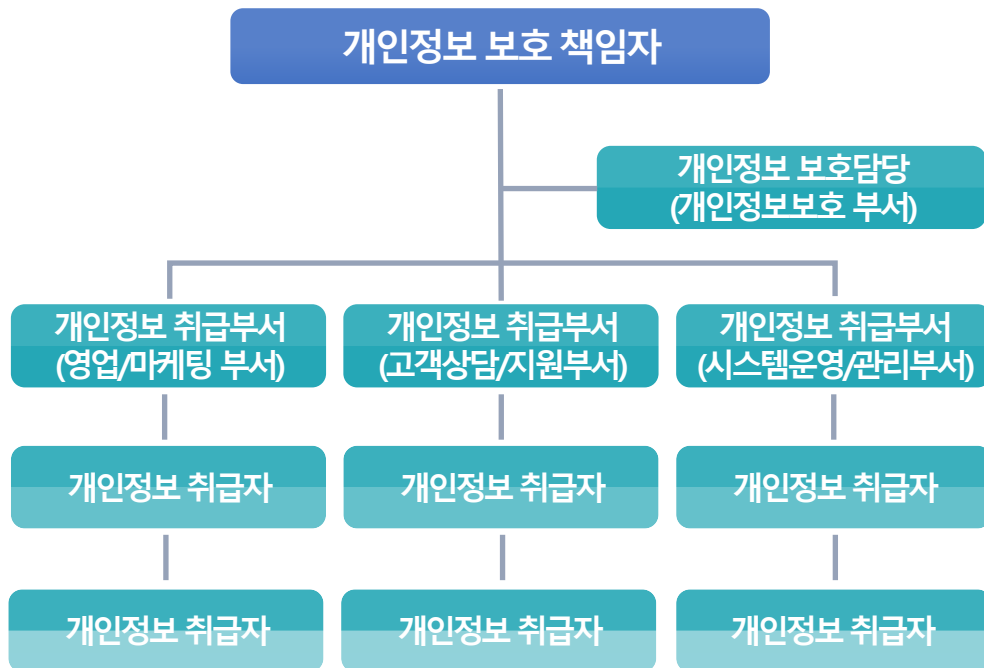 개인정보 보호 책임자
개인정보 보호담당
(개인정보보호 부서)
개인정보 취급부서
(영업/마케팅 부서)
개인정보 취급부서
(고객상담/지원부서)
개인정보 취급부서
(시스템운영/관리부서)
개인정보 취급자
개인정보 취급자
개인정보 취급자
개인정보 취급자
개인정보 취급자
개인정보 취급자